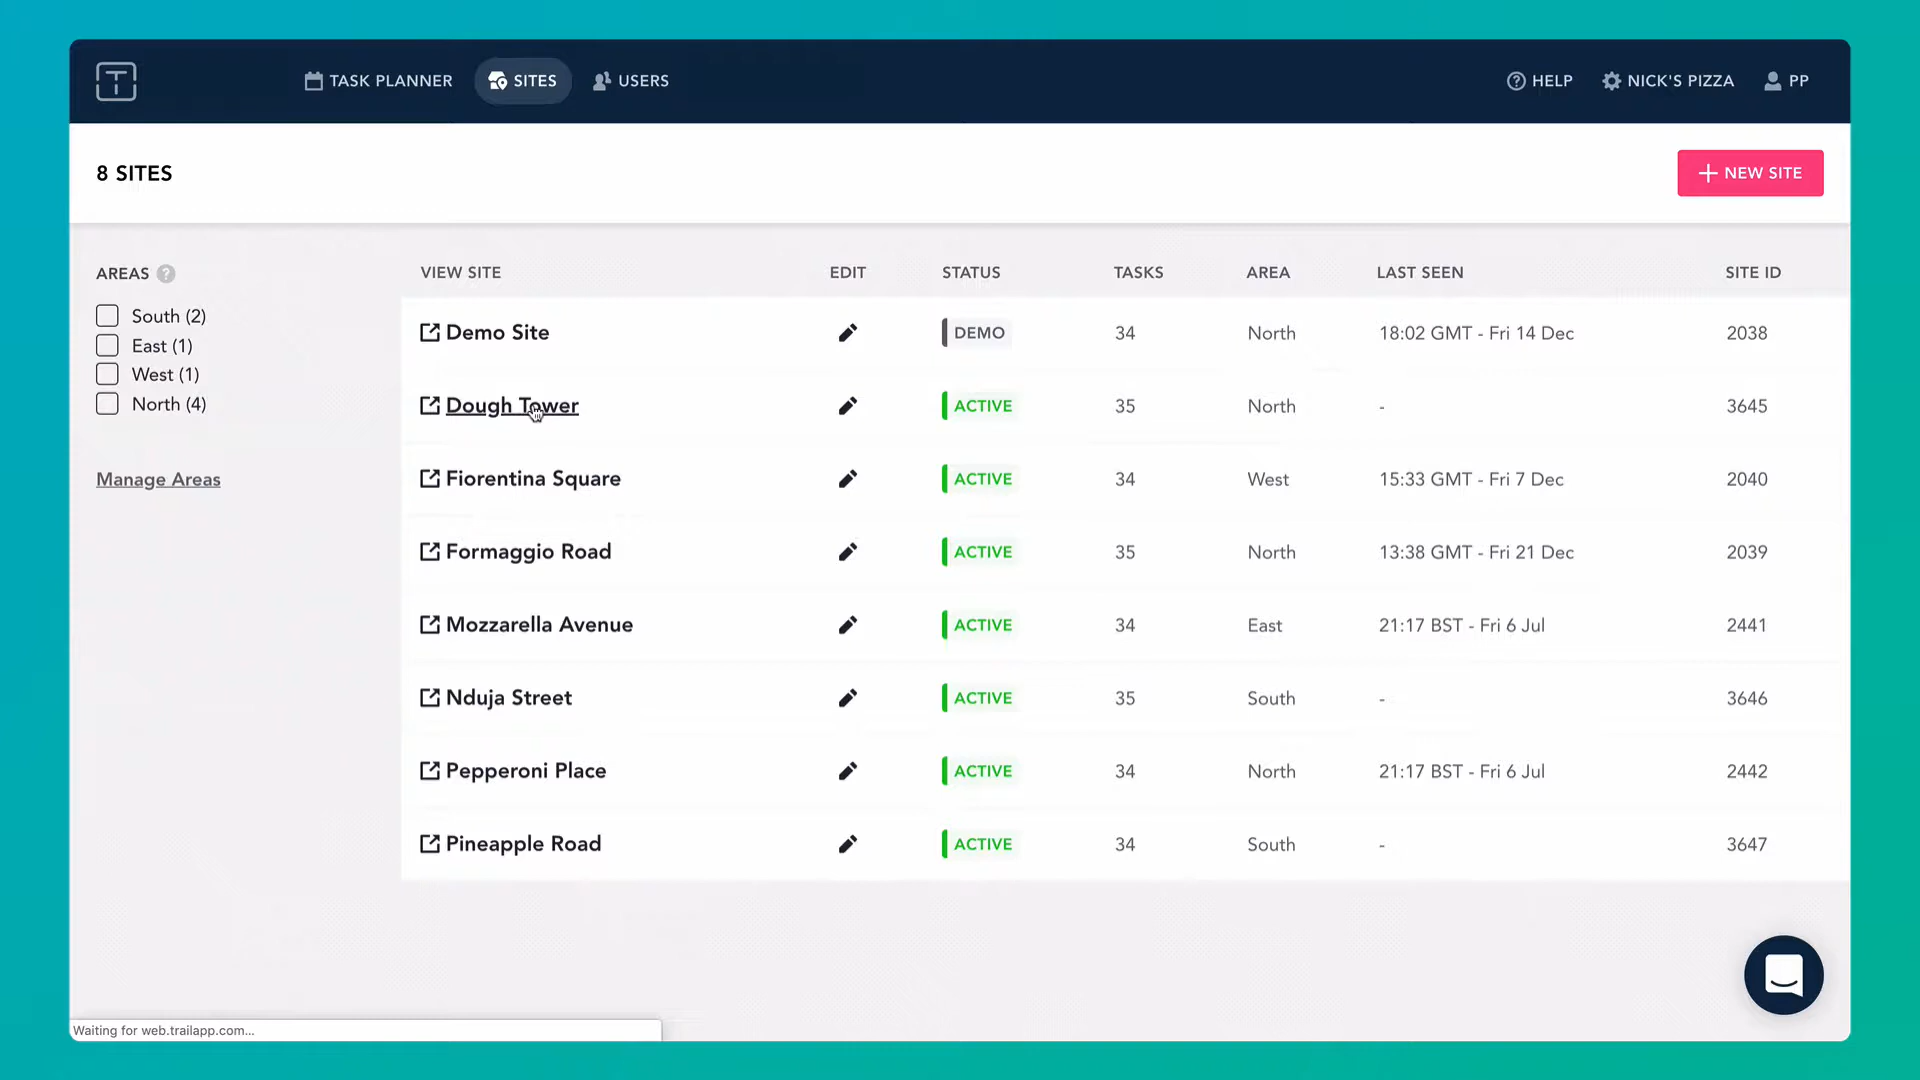 TASK PLANNER SITES USERS HELP NICK'S PIZZA PP
8 SITES
NEW SITE
AREAS ?
South (2)
East (1)
West (1)
North (4)
Manage Areas
VIEW SITE EDIT STATUS TASKS AREA LAST SEEN SITE ID
Demo Site DEMO 34 North 18:02 GMT - Fri 14 Dec 2038
Dough Tower ACTIVE 35 North - 3645
Fiorentina Square ACTIVE 34 West 15:33 GMT - Fri 7 Dec 2040
Formaggio Road ACTIVE 35 North 13:38 GMT - Fri 21 Dec 2039
Mozzarella Avenue ACTIVE 34 East 21:17 BST - Fri 6 Jul 2441
Nduja Street ACTIVE 35 South - 3646
Pepperoni Place ACTIVE 34 North 21:17 BST - Fri 6 Jul 2442
Pineapple Road ACTIVE 34 South - 3647
Waiting for web.trailapp.com...